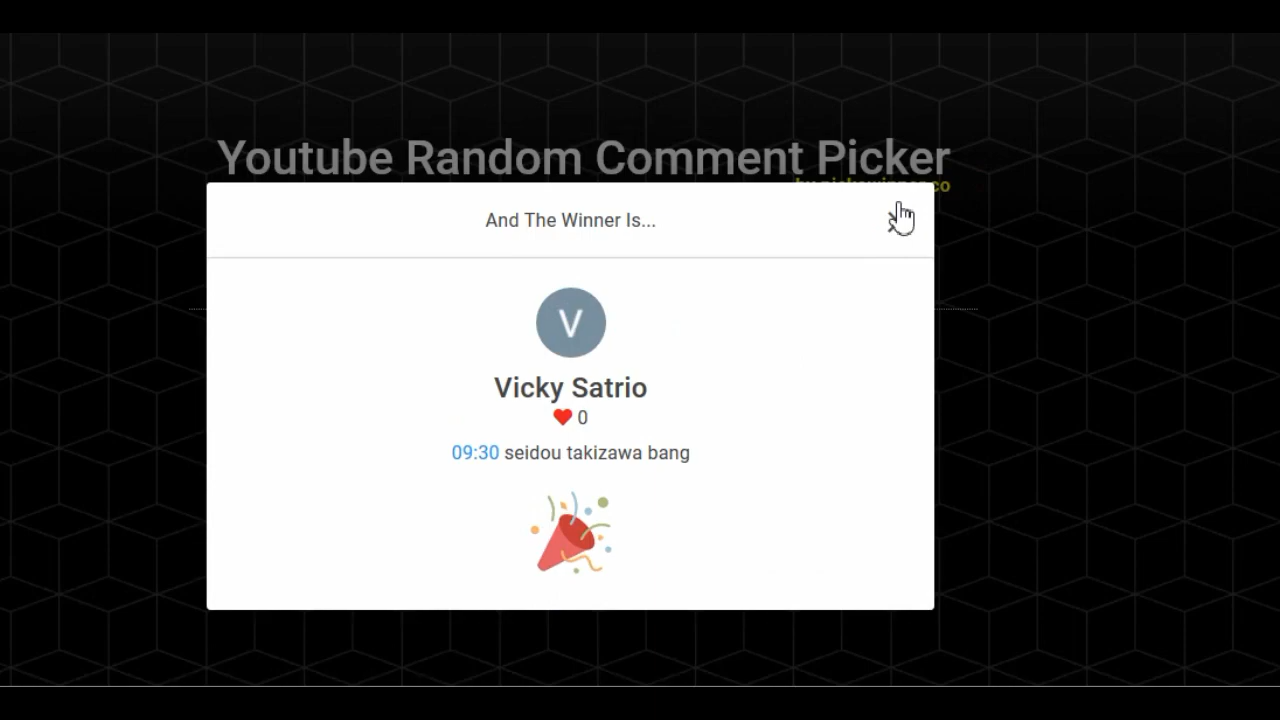 Youtube Random Comment Picker
And The Winner Is...
V
Vicky Satrio
0
09:30 seidou takizawa bang